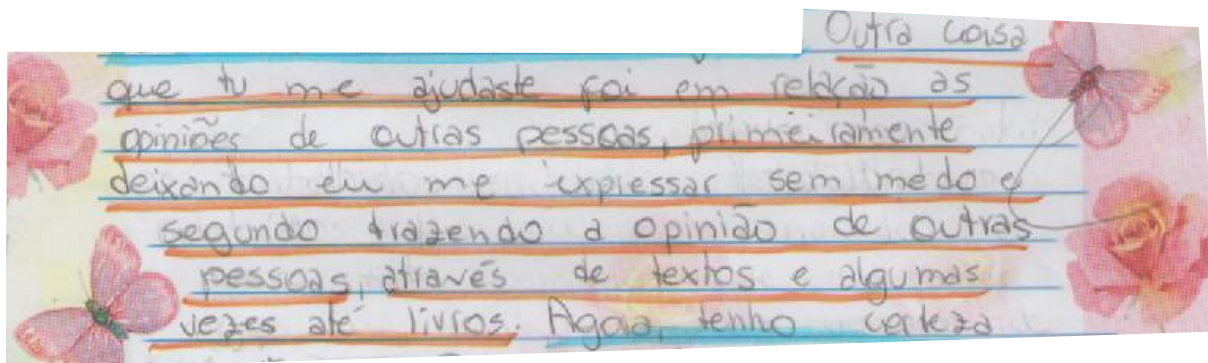 Outra coisa
que tu me ajudaste foi em relação as
opiniões de outras pessoas, primeiramente
deixando eu me expressar sem medo e
segundo trazendo a opinião de outras
pessoas, através de textos e algumas
vezes até livros. Agora, tenho certeza